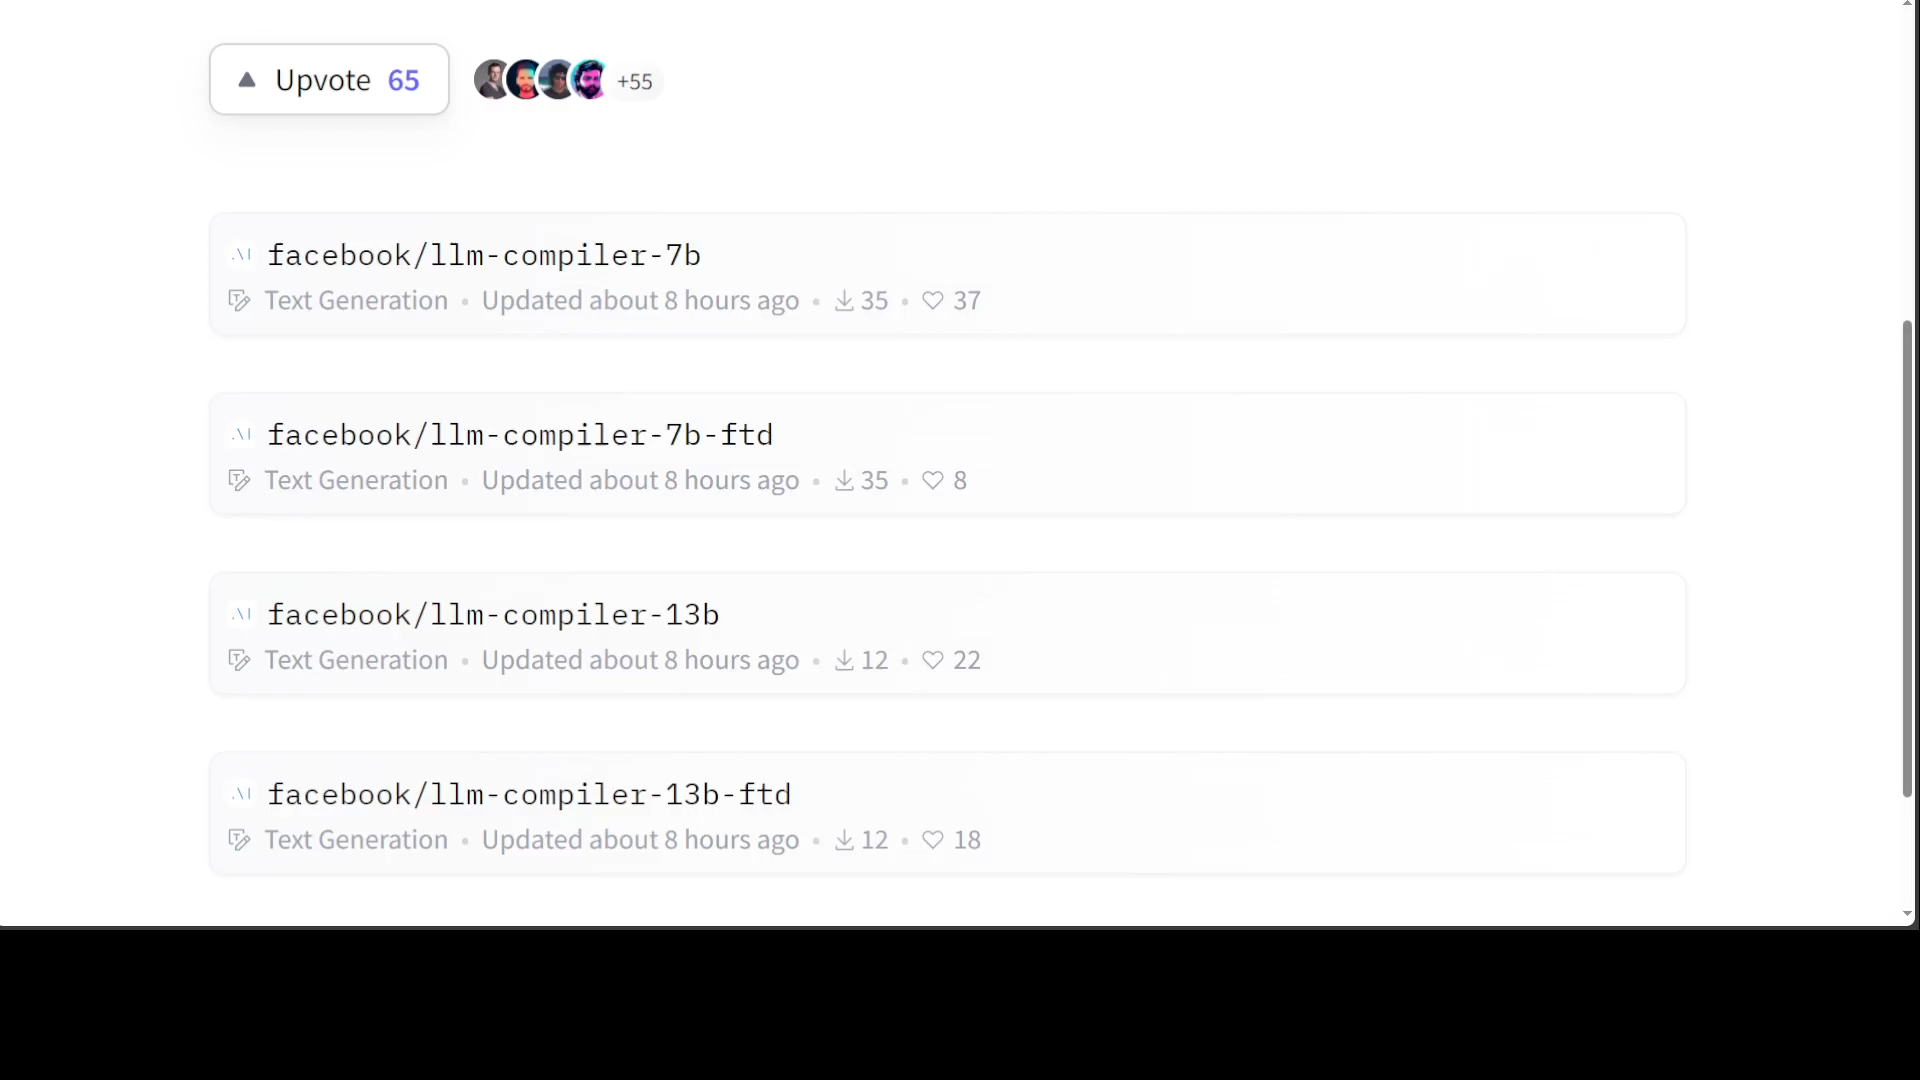 Upvote 65 +55
facebook/llm-compiler-7b
Text Generation • Updated about 8 hours ago • 35 • 37
facebook/llm-compiler-7b-ftd
Text Generation • Updated about 8 hours ago • 35 • 8
facebook/llm-compiler-13b
Text Generation • Updated about 8 hours ago • 12 • 22
facebook/llm-compiler-13b-ftd
Text Generation • Updated about 8 hours ago • 12 • 18